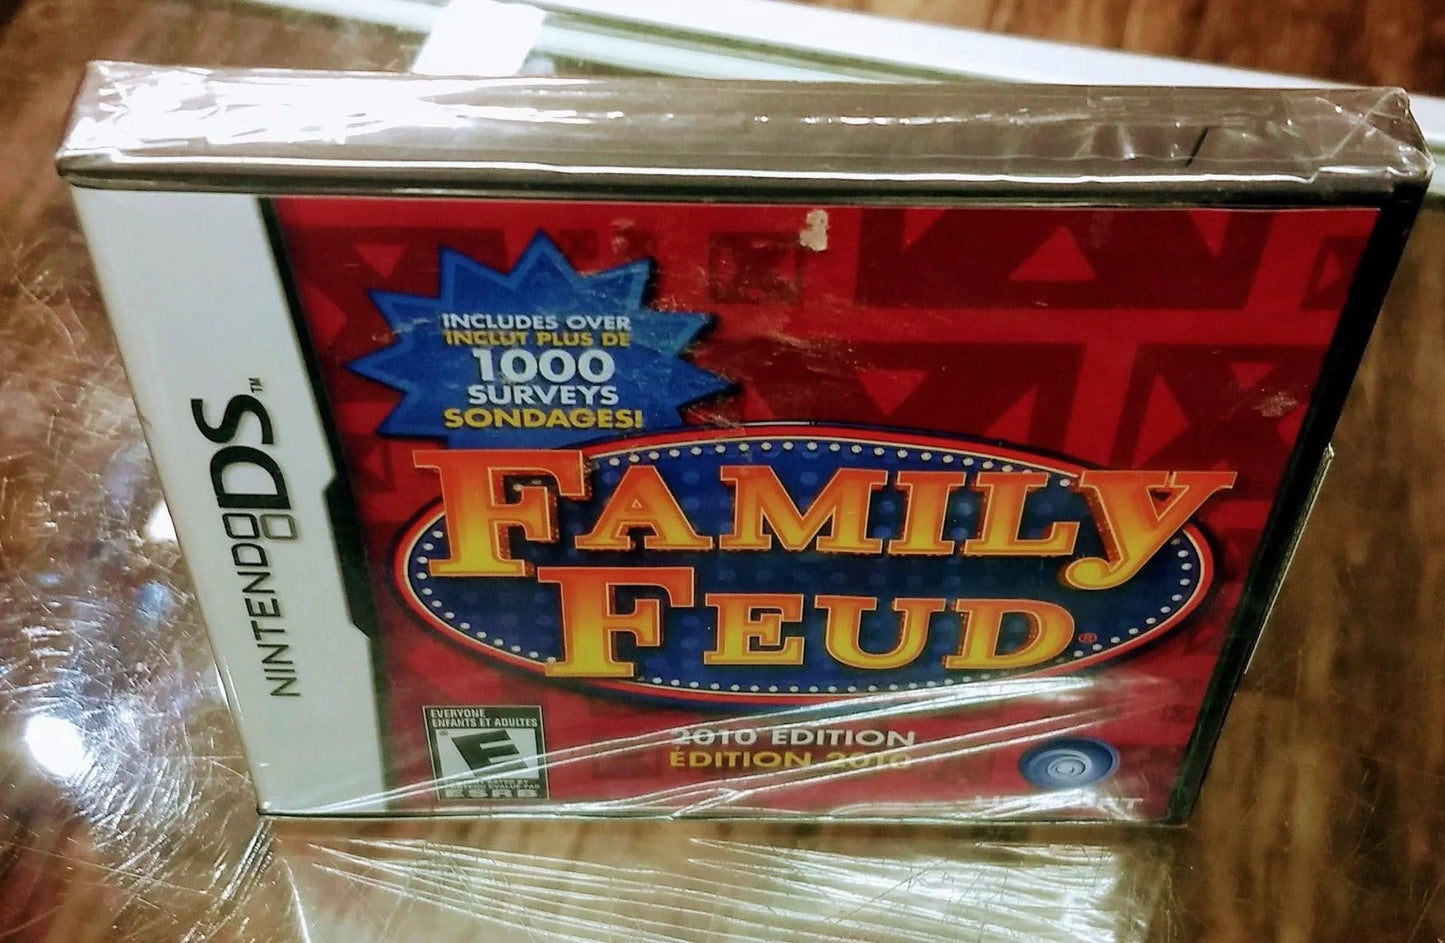 NINTENDO DS™
INCLUDES OVER
INCLUT PLUS DE
1000
SURVEYS
SONDAGES!
FAMILY
FEUD®
2010 EDITION
ÉDITION 2010
EVERYONE
ENFANTS ET ADULTES
E
ESRB